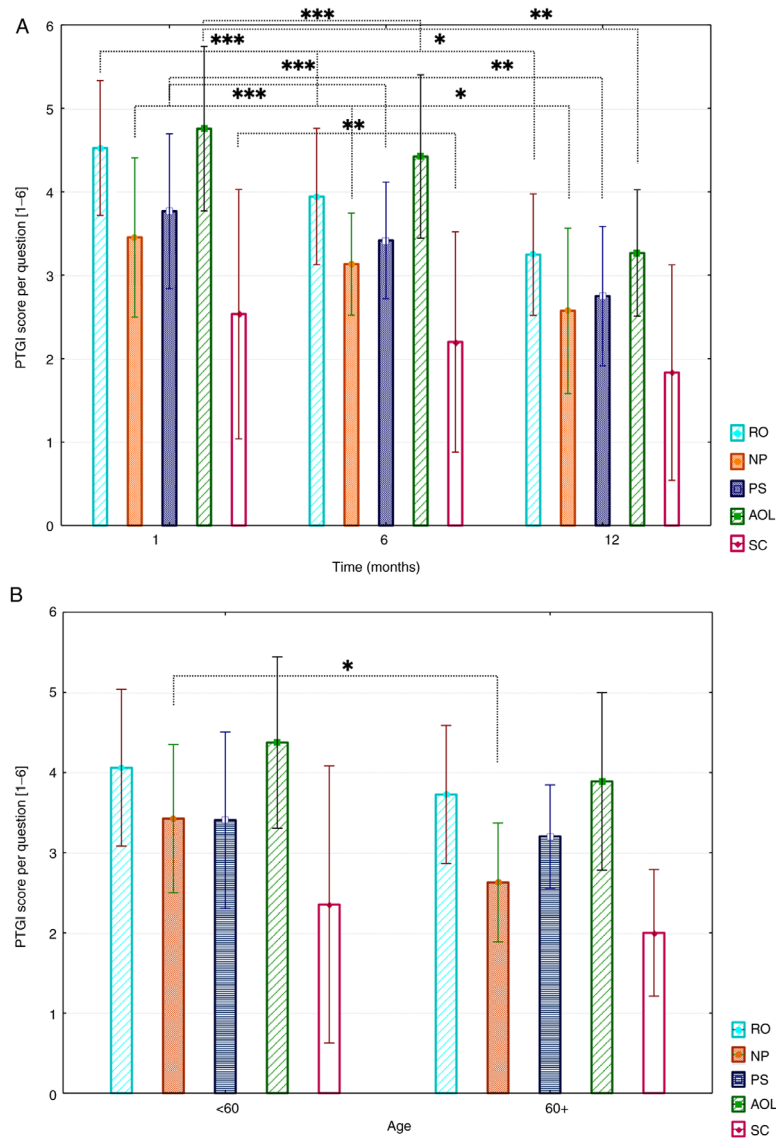 A
6
5
4
3
2
1
0
PTGI score per question [1–6]
*** **
*** *
*** **
*** *
**
1 6 12
Time (months)
RO
NP
PS
AOL
SC
B
6
5
4
3
2
1
0
PTGI score per question [1–6]
*
<60 60+
Age
RO
NP
PS
AOL
SC